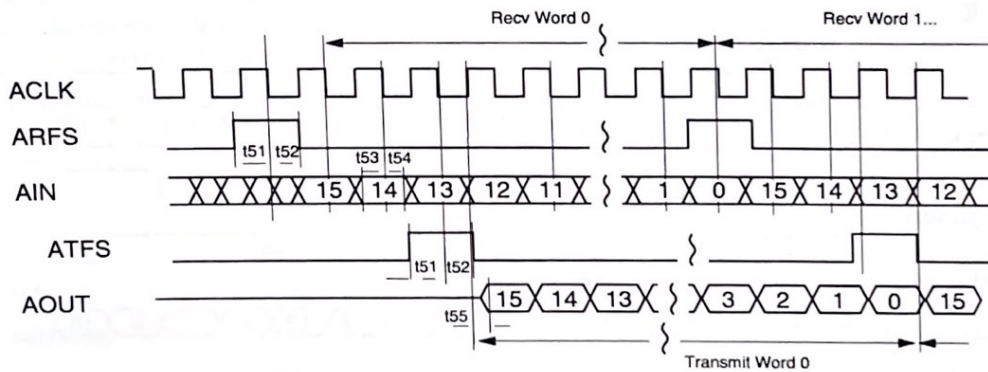 Recv Word 0 Recv Word 1...
ACLK
ARFS
t51 t52 t53 t54
AIN 15 14 13 12 11 1 0 15 14 13 12
ATFS
t51 t52
AOUT 15 14 13 3 2 1 0 15
t55
Transmit Word 0